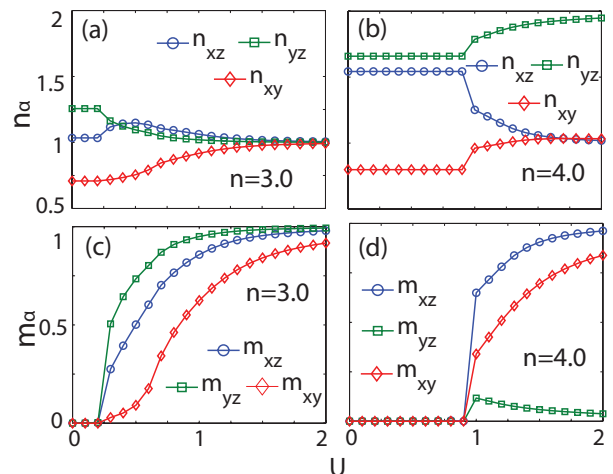 (a) n_xz n_yz
n_xy
(b) n_xz n_yz
n_xy
n=4.0
2
1.5
1
0.5
n_α
(c) n=3.0
n=3.0
m_xz
m_yz m_xy
(d) m_xz
m_yz
m_xy
n=4.0
1
0.5
0
m_α
0 1.0 2 0 1.0 2
U